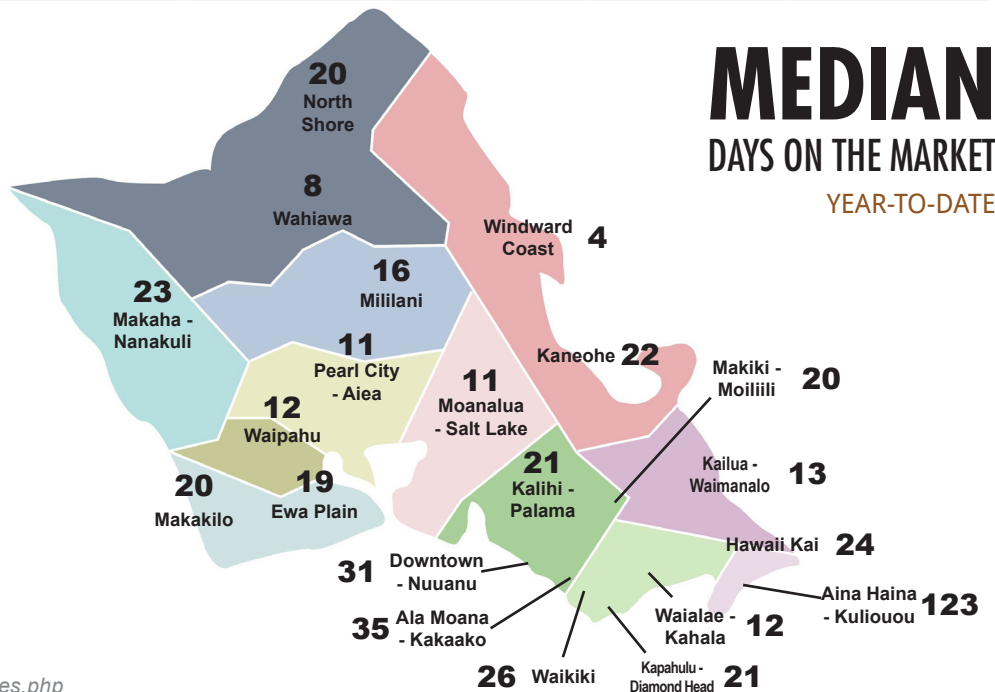 MEDIAN
DAYS ON THE MARKET
YEAR-TO-DATE
20
North
Shore
8
Wahiawa
Windward
Coast 4
16
Mililani
23
Makaha -
Nanakuli
11
Pearl City
- Aiea
Kaneohe 22
11
Moanalua
- Salt Lake
Makiki -
Moiliili 20
12
Waipahu
21
Kalihi -
Palama
Kailua -
Waimanalo 13
20
Makakilo
19
Ewa Plain
Hawaii Kai 24
31 Downtown
- Nuuanu
Aina Haina
- Kuliouou 123
35 Ala Moana
- Kakaako
Waialae -
Kahala 12
26 Waikiki
Kapahulu -
Diamond Head 21
es.php